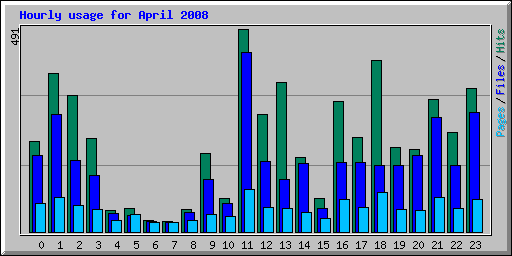 Hourly usage for April 2008
491
Pages/Files/Hits
0 1 2 3 4 5 6 7 8 9 10 11 12 13 14 15 16 17 18 19 20 21 22 23